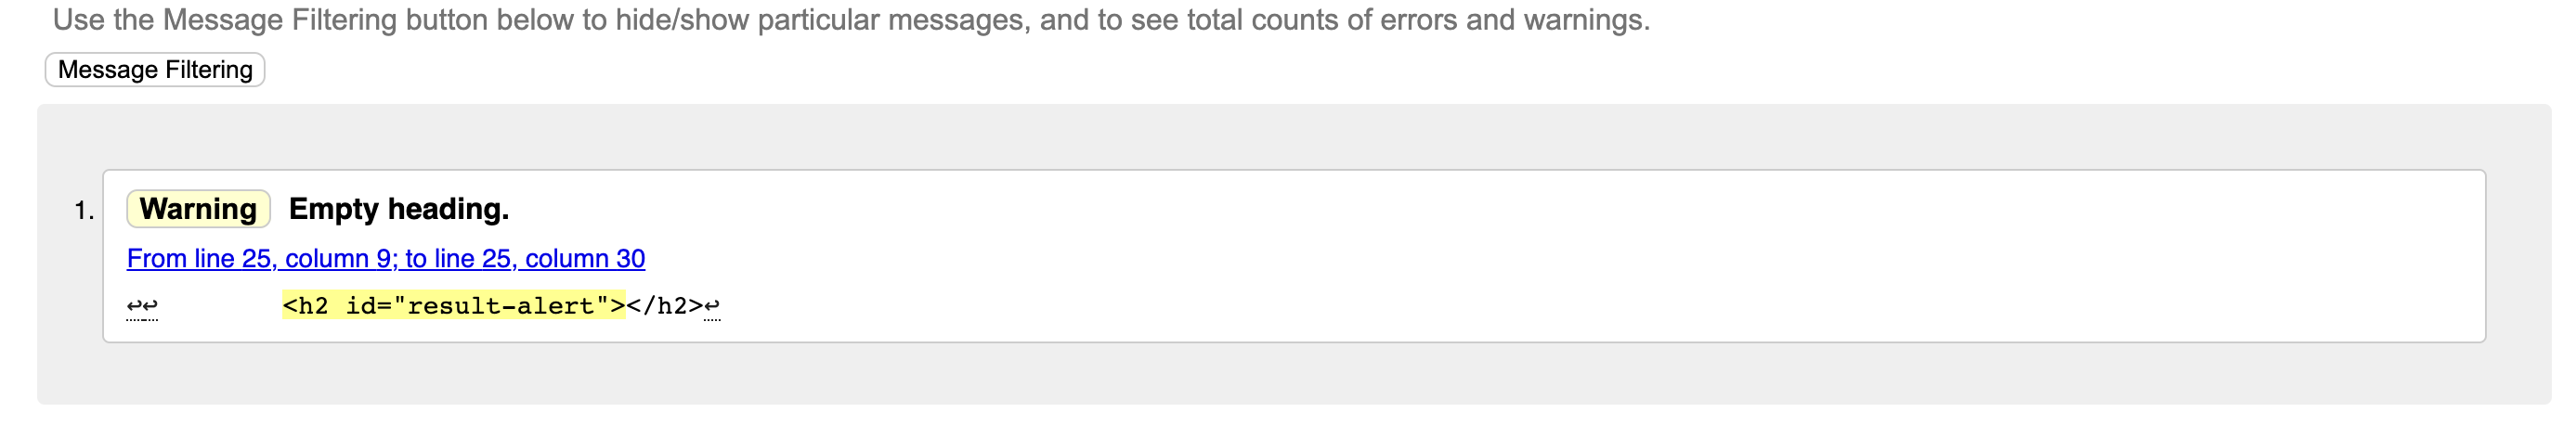 Use the Message Filtering button below to hide/show particular messages, and to see total counts of errors and warnings.
Message Filtering
1. Warning Empty heading.
From line 25, column 9; to line 25, column 30
↩↩ <h2 id="result-alert"></h2>↩